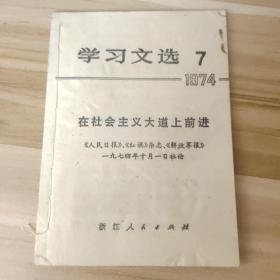 学习文选 7
1974
在社会主义大道上前进
《人民日报》、《红旗》杂志、《解放军报》
一九七四年十月一日社论
浙江人民出版社